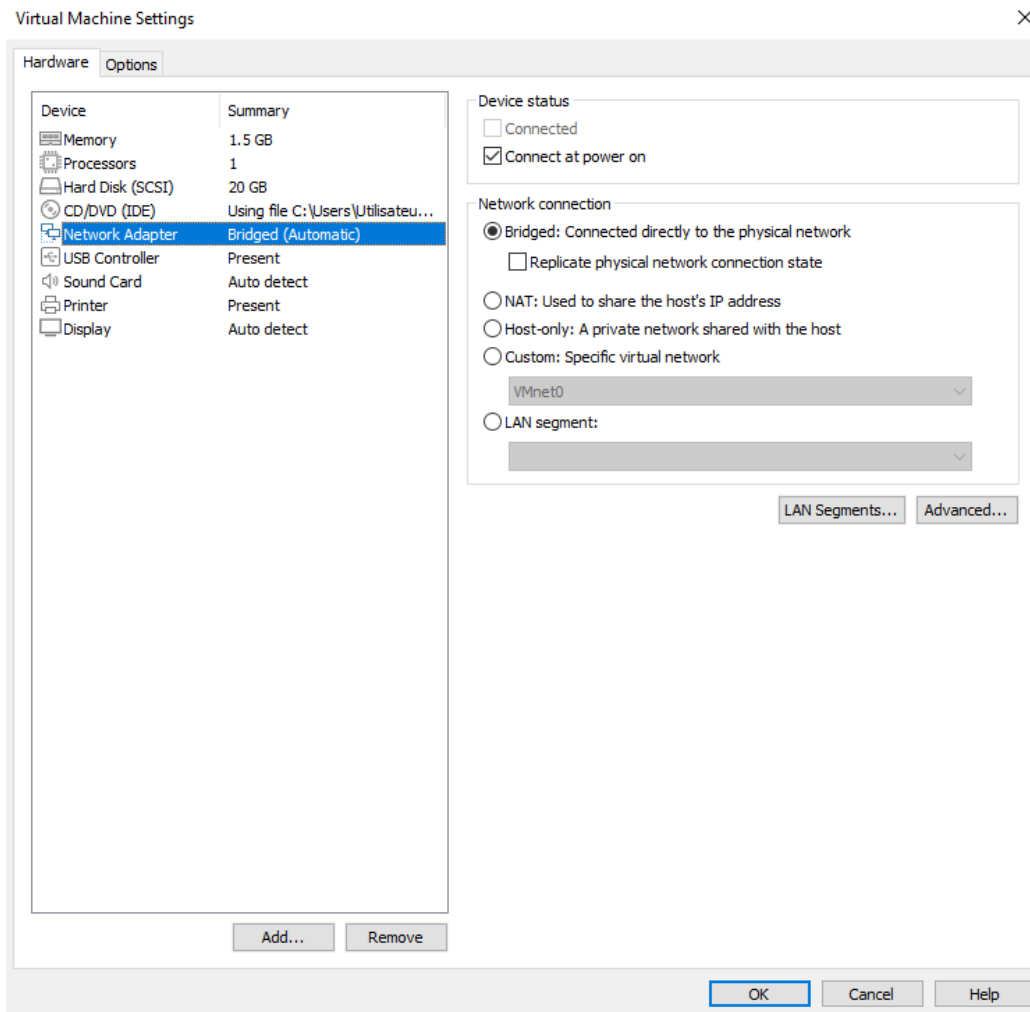 Virtual Machine Settings
Hardware
Options
Device Summary
Memory 1.5 GB
Processors 1
Hard Disk (SCSI) 20 GB
CD/DVD (IDE) Using file C:\Users\Utilisateu...
Network Adapter Bridged (Automatic)
USB Controller Present
Sound Card Auto detect
Printer Present
Display Auto detect
Add...
Remove
Device status
Connected
Connect at power on
Network connection
Bridged: Connected directly to the physical network
Replicate physical network connection state
NAT: Used to share the host's IP address
Host-only: A private network shared with the host
Custom: Specific virtual network
VMnet0
LAN segment:
LAN Segments...
Advanced...
OK
Cancel
Help